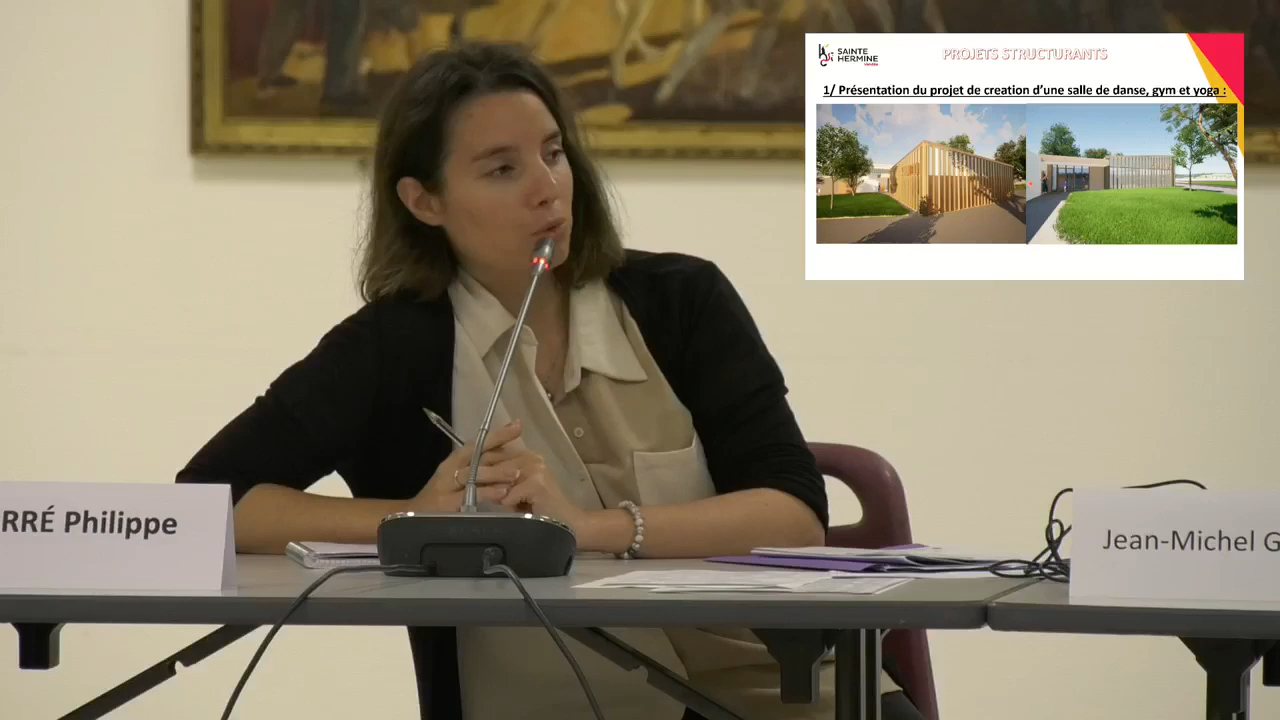 SAINTE
HERMINE
Vendée
PROJETS STRUCTURANTS
1/ Présentation du projet de creation d'une salle de danse, gym et yoga :
RRÉ Philippe
Jean-Michel G